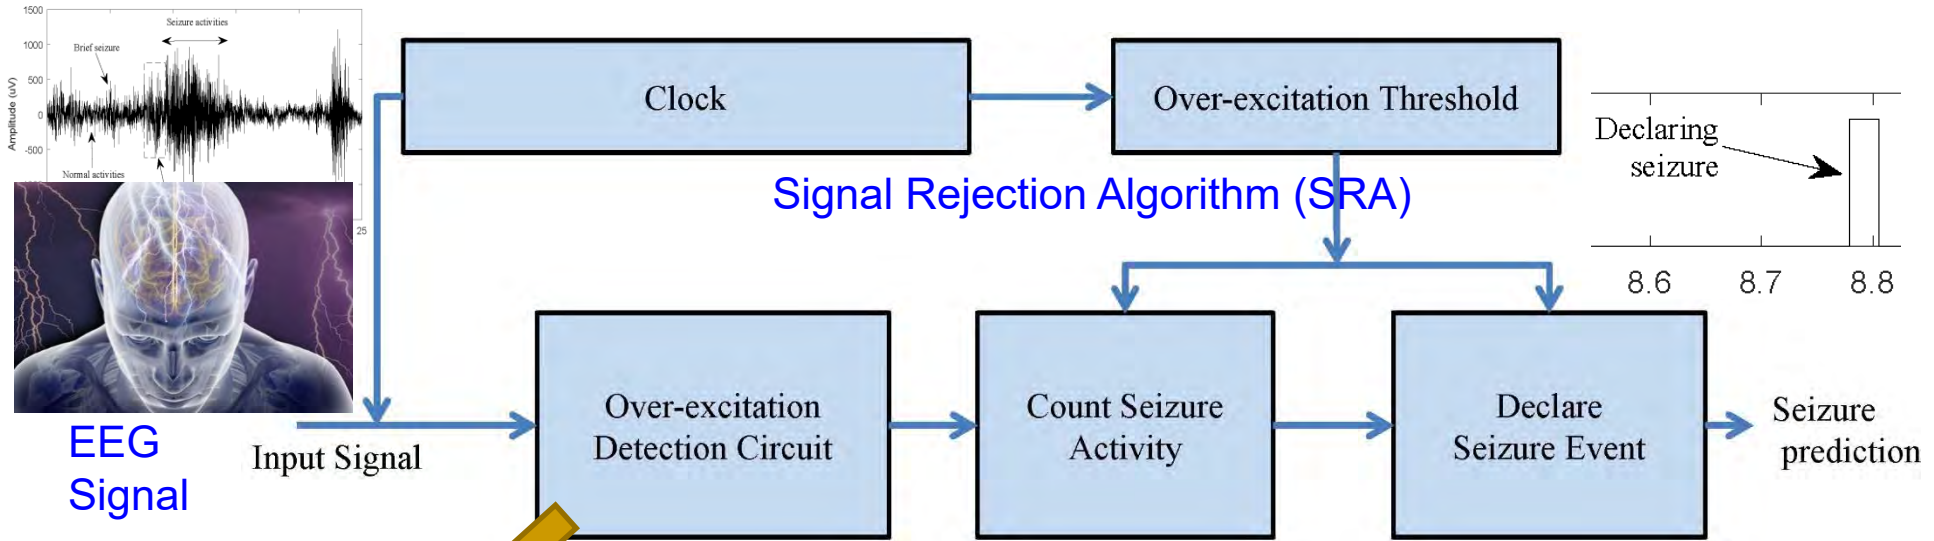 1500
Seizure activities
1000
Brief seizure
500
0
-500
Amplitude (uV)
Normal activities
25
Clock
Over-excitation Threshold
Signal Rejection Algorithm (SRA)
Declaring
seizure
8.6 8.7 8.8
EEG
Signal
Input Signal
Over-excitation
Detection Circuit
Count Seizure
Activity
Declare
Seizure Event
Seizure
prediction